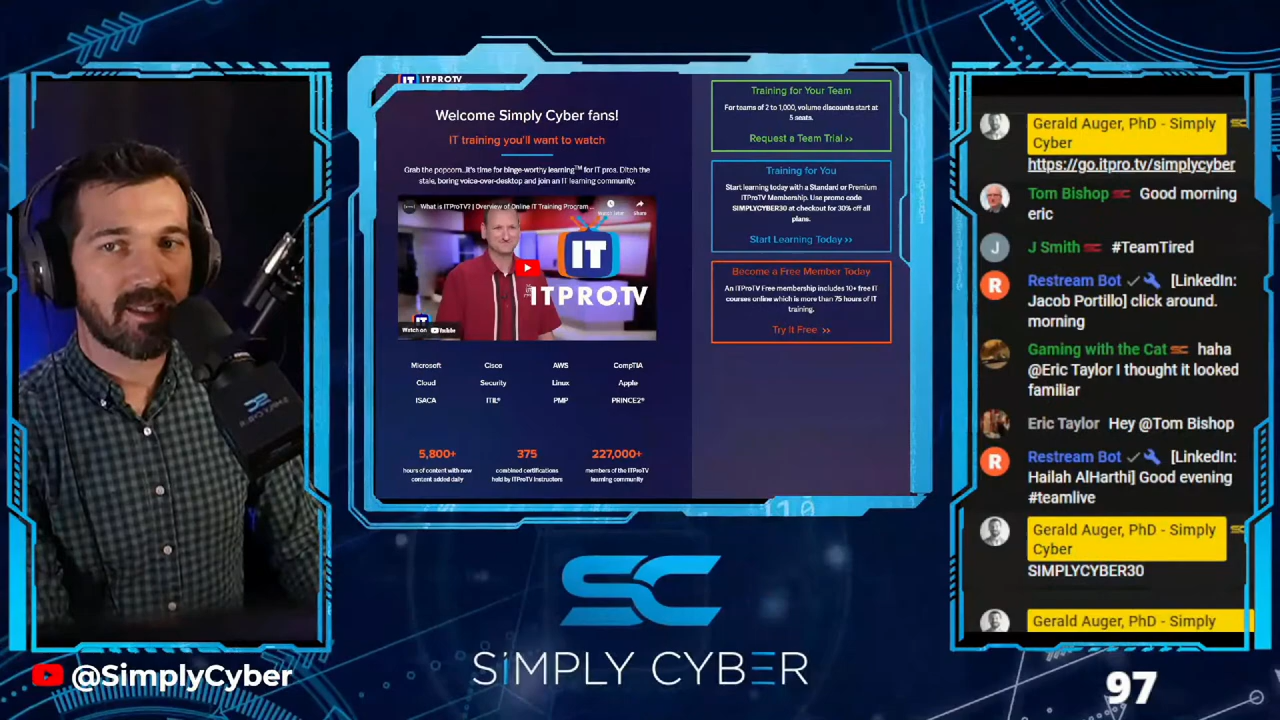 ITPROTV
Welcome Simply Cyber fans!
IT training you'll want to watch
Grab the popcorn...it's time for binge-worthy learning™ for IT pros. Ditch the
stale, boring voice-over-desktop and join an IT learning community.
What is ITProTV? | Overview of Online IT Training Program...
Watch later
Share
IT
ITPRO.TV
Watch on YouTube
Microsoft Cisco AWS CompTIA
Cloud Security Linux Apple
ISACA ITIL® PMP PRINCE2®
5,800+
hours of content with new
content added daily
375
combined certifications
held by ITProTV Instructors
227,000+
members of the ITProTV
learning community
Training for Your Team
For teams of 2 to 1,000, volume discounts start at
5 seats.
Request a Team Trial >>
Training for You
Start learning today with a Standard or Premium
ITProTV Membership. Use promo code
SIMPLYCYBER30 at checkout for 30% off all
plans.
Start Learning Today >>
Become a Free Member Today
An ITProTV Free membership includes 10+ free IT
courses online which is more than 75 hours of IT
training.
Try It Free >>
Gerald Auger, PhD - Simply
Cyber
https://go.itpro.tv/simplycyber
Tom Bishop Good morning
eric
J
J Smith #TeamTired
R
Restream Bot [LinkedIn:
Jacob Portillo] click around.
morning
Gaming with the Cat haha
@Eric Taylor I thought it looked
familiar
Eric Taylor Hey @Tom Bishop
R
Restream Bot [LinkedIn:
Hailah AlHarthi] Good evening
#teamlive
Gerald Auger, PhD - Simply
Cyber
SIMPLYCYBER30
Gerald Auger, PhD - Simply
SC
SiMPLY CYBER
@SimplyCyber
97